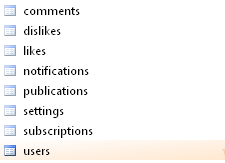 comments
dislikes
likes
notifications
publications
settings
subscriptions
users